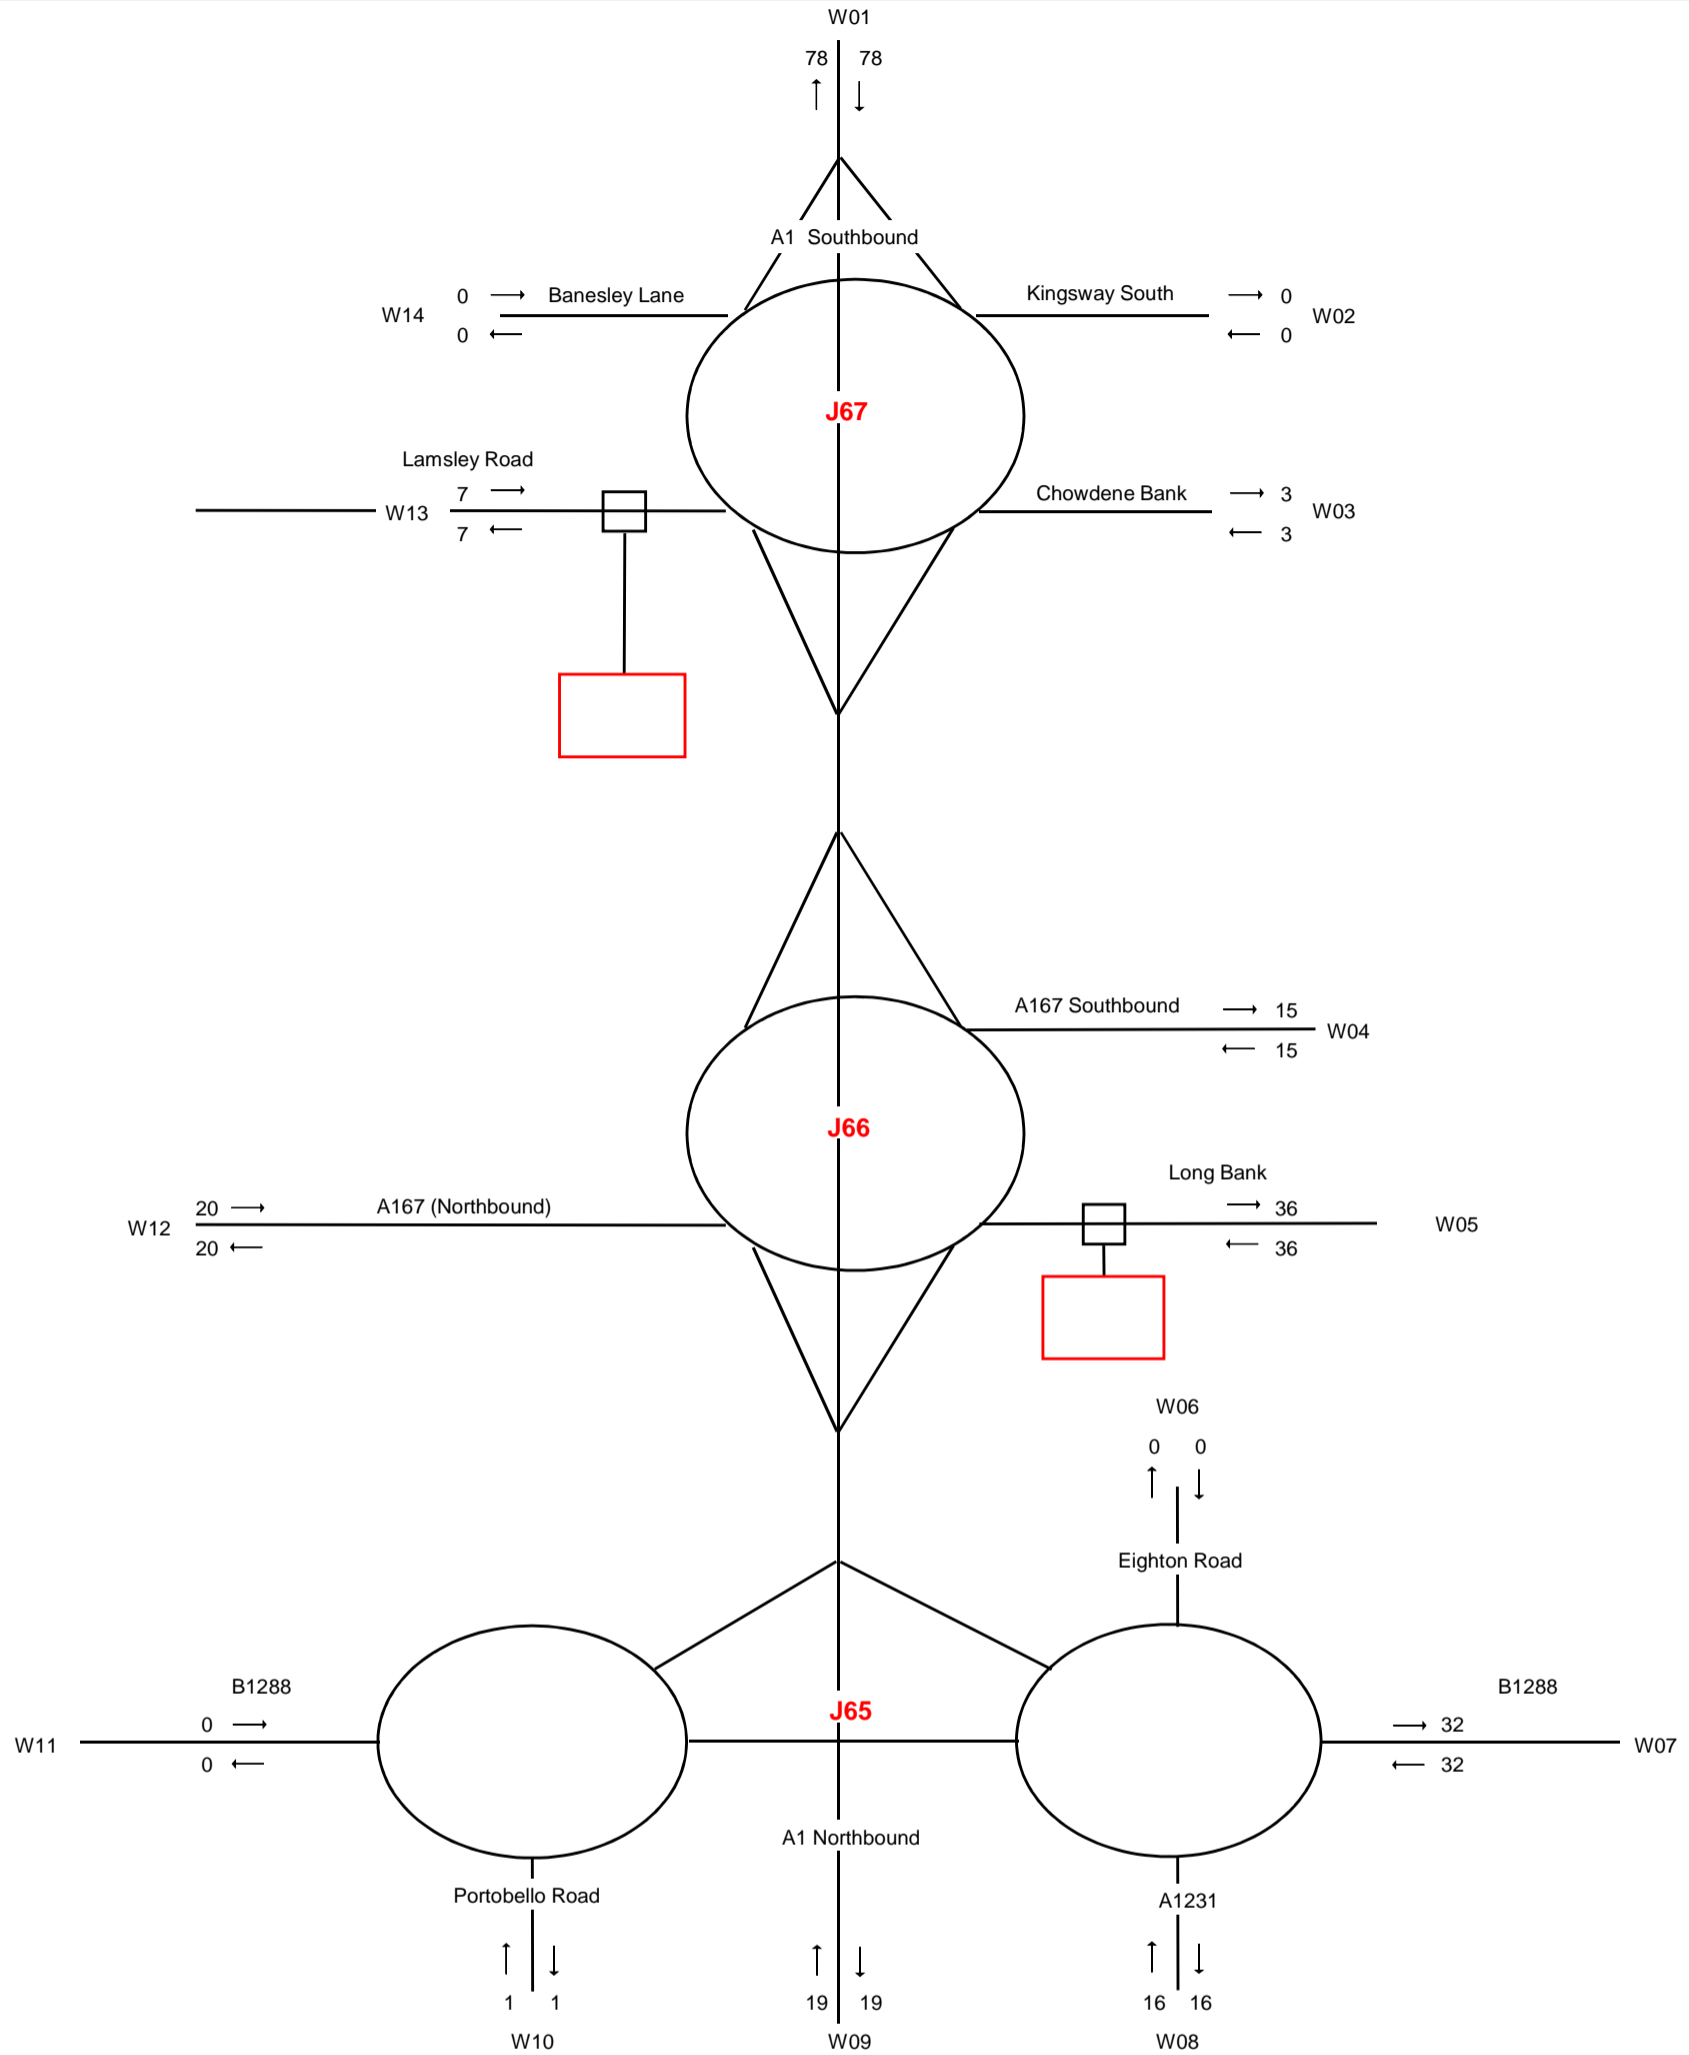 W01
78 78
A1 Southbound
0 Banesley Lane
W14
0
Kingsway South 0
W02
0
J67
Lamsley Road
7
W13
7
Chowdene Bank 3
W03
3
A167 Southbound 15
W04
15
J66
Long Bank
36
W05
36
20 A167 (Northbound)
W12
20
W06
0 0
Eighton Road
B1288
0
W11
0
J65
B1288
32
W07
32
A1 Northbound
Portobello Road
A1231
1 1
19 19
16 16
W10
W09
W08